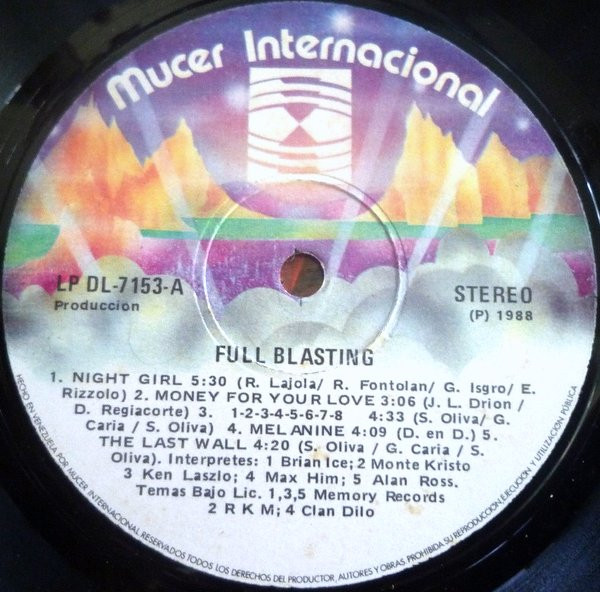 Mucer Internacional
LP DL-7153-A
Produccion
STEREO
(P) 1988
FULL BLASTING
1. NIGHT GIRL 5:30 (R. Lajola/ R. Fontolan/ G. Isgro/ E.
Rizzolo) 2. MONEY FOR YOUR LOVE 3:06 (J. L. Drion /
D. Regiacorte) 3. 1-2-3-4-5-6-7-8 4:33 (S. Oliva/ G.
Caria / S. Oliva) 4. MELANINE 4:09 (D. en D.) 5.
THE LAST WALL 4:20 (S. Oliva / G. Caria / S.
Oliva). Interpretes: 1 Brian Ice; 2 Monte Kristo
3 Ken Laszlo; 4 Max Him; 5 Alan Ross.
Temas Bajo Lic. 1,3,5 Memory Records
2 R K M; 4 Clan Dilo
HECHO EN VENEZUELA POR MUCER INTERNACIONAL RESERVADOS TODOS LOS DERECHOS DEL PRODUCTOR, AUTORES Y OBRAS. PROHIBIDA SU REPRODUCCION, EJECUCION Y UTILIZACIÓN PÚBLICA